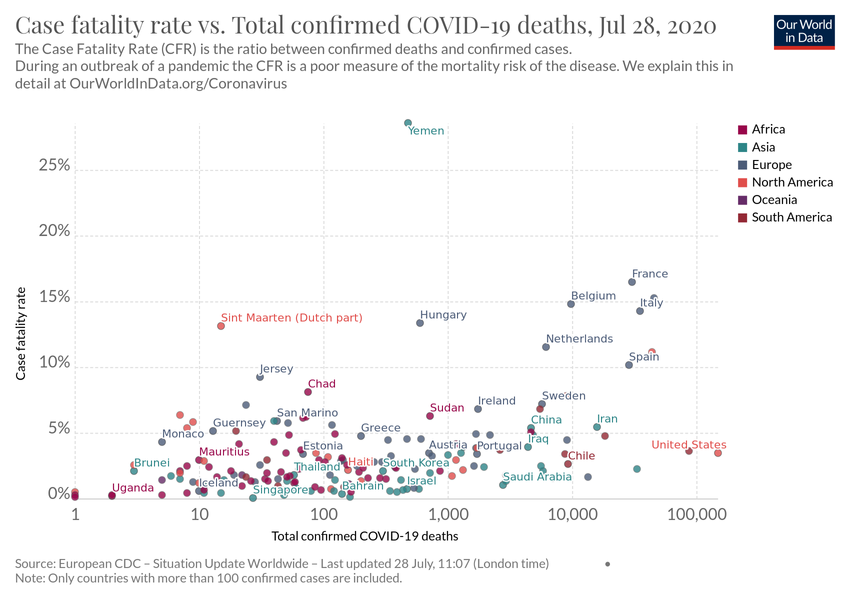 Case fatality rate vs. Total confirmed COVID-19 deaths, Jul 28, 2020
The Case Fatality Rate (CFR) is the ratio between confirmed deaths and confirmed cases.
During an outbreak of a pandemic the CFR is a poor measure of the mortality risk of the disease. We explain this in
detail at OurWorldInData.org/Coronavirus
Our World
in Data
Yemen
Africa
Asia
Europe
North America
Oceania
South America
Case fatality rate
25%
20%
15%
10%
5%
0%
France
Belgium
Italy
Sint Maarten (Dutch part)
Hungary
Netherlands
Spain
Jersey
Chad
Sudan
Ireland
Sweden
San Marino
Guernsey
Monaco
Greece
China
Iran
Mauritius
Estonia
Austria
Portugal
Iraq
United States
Brunei
Thailand
Haiti
South Korea
Chile
Uganda
Iceland
Singapore
Bahrain
Israel
Saudi Arabia
1
10
100
1,000
10,000
100,000
Total confirmed COVID-19 deaths
Source: European CDC – Situation Update Worldwide – Last updated 28 July, 11:07 (London time)
Note: Only countries with more than 100 confirmed cases are included.